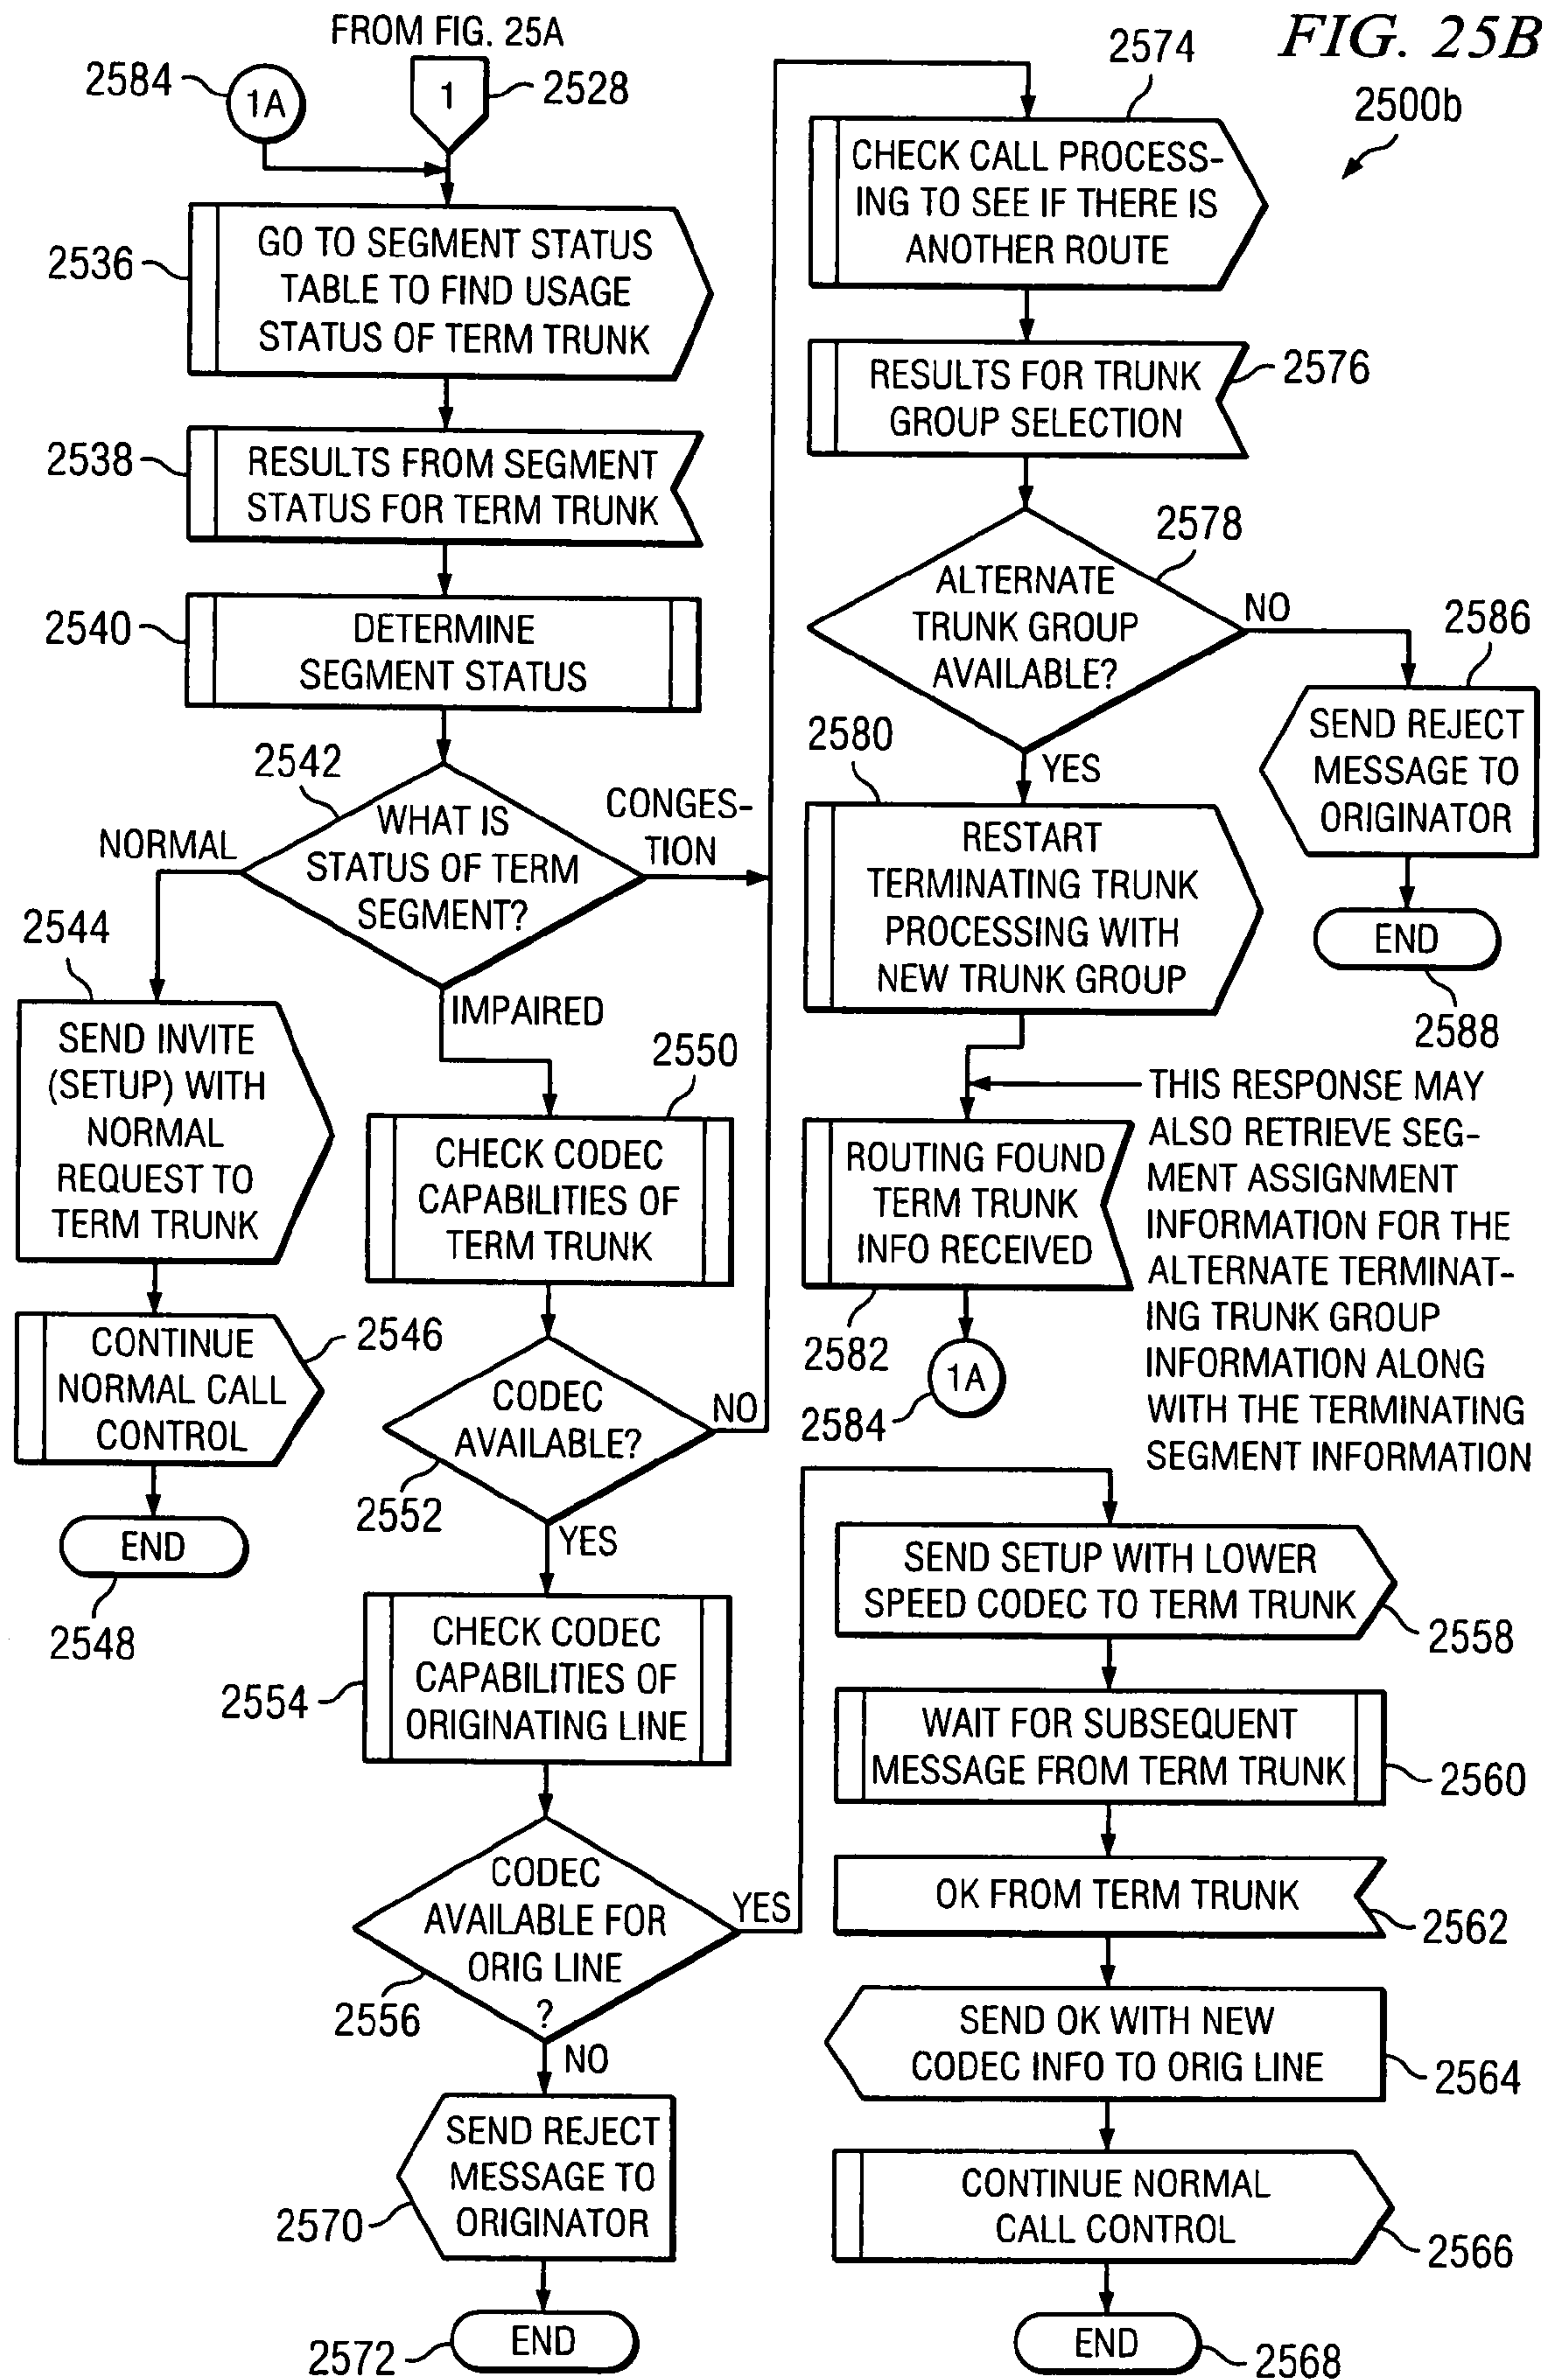 FIG. 25B
2500b
FROM FIG. 25A
2584
1A
1
2528
2536
GO TO SEGMENT STATUS
TABLE TO FIND USAGE
STATUS OF TERM TRUNK
2538
RESULTS FROM SEGMENT
STATUS FOR TERM TRUNK
2540
DETERMINE
SEGMENT STATUS
2542
WHAT IS
STATUS OF TERM
SEGMENT?
NORMAL
CONGES-
TION
IMPAIRED
2544
SEND INVITE
(SETUP) WITH
NORMAL
REQUEST TO
TERM TRUNK
2546
CONTINUE
NORMAL CALL
CONTROL
END
2548
2550
CHECK CODEC
CAPABILITIES OF
TERM TRUNK
CODEC
AVAILABLE?
NO
2552
YES
2554
CHECK CODEC
CAPABILITIES OF
ORIGINATING LINE
CODEC
AVAILABLE FOR
ORIG LINE
?
YES
2556
NO
SEND REJECT
MESSAGE TO
ORIGINATOR
2570
END
2572
2574
CHECK CALL PROCESS-
ING TO SEE IF THERE IS
ANOTHER ROUTE
RESULTS FOR TRUNK
GROUP SELECTION
2576
2578
ALTERNATE
TRUNK GROUP
AVAILABLE?
NO
2586
SEND REJECT
MESSAGE TO
ORIGINATOR
END
2588
YES
2580
RESTART
TERMINATING TRUNK
PROCESSING WITH
NEW TRUNK GROUP
THIS RESPONSE MAY
ALSO RETRIEVE SEG-
MENT ASSIGNMENT
INFORMATION FOR THE
ALTERNATE TERMINAT-
ING TRUNK GROUP
INFORMATION ALONG
WITH THE TERMINATING
SEGMENT INFORMATION
ROUTING FOUND
TERM TRUNK
INFO RECEIVED
2582
1A
2584
SEND SETUP WITH LOWER
SPEED CODEC TO TERM TRUNK
2558
WAIT FOR SUBSEQUENT
MESSAGE FROM TERM TRUNK
2560
OK FROM TERM TRUNK
2562
SEND OK WITH NEW
CODEC INFO TO ORIG LINE
2564
CONTINUE NORMAL
CALL CONTROL
2566
END
2568